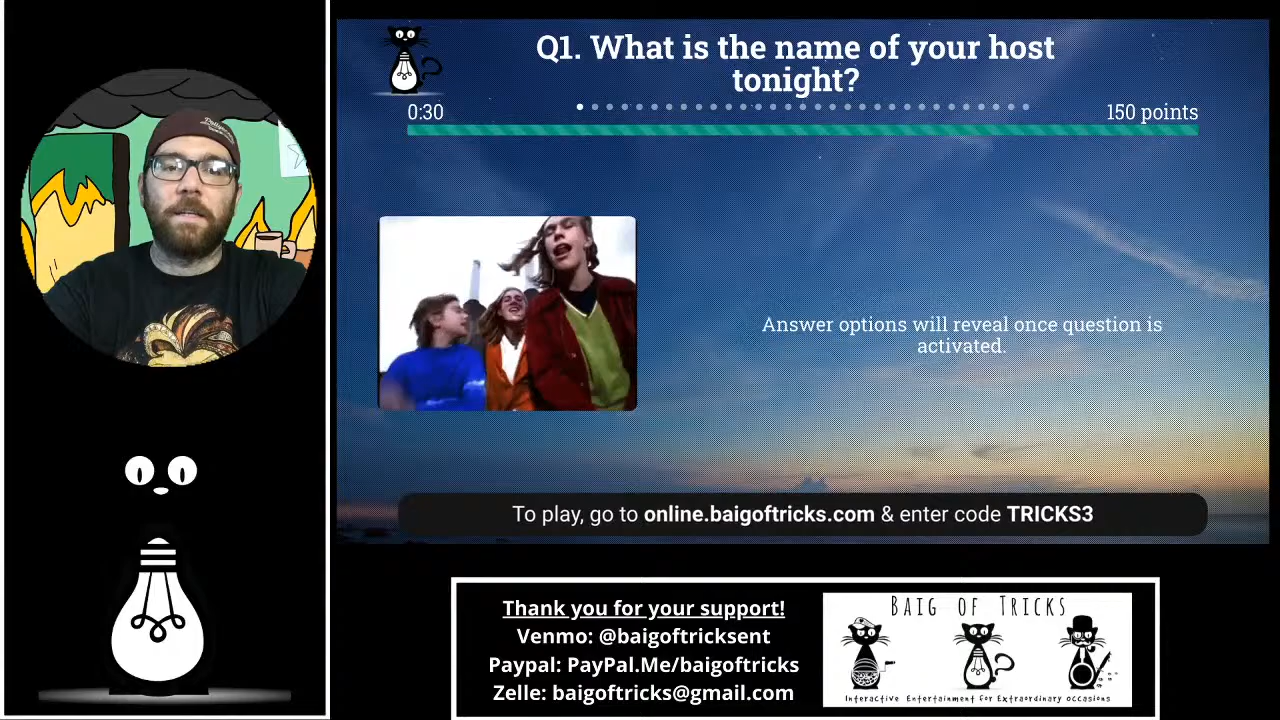 Q1. What is the name of your host
tonight?
0:30
150 points
Answer options will reveal once question is
activated.
To play, go to online.baigoftricks.com & enter code TRICKS3
Thank you for your support!
Venmo: @baigoftricksent
Paypal: PayPal.Me/baigoftricks
Zelle: baigoftricks@gmail.com
BAIG OF TRICKS
Interactive Entertainment for Extraordinary Occasions